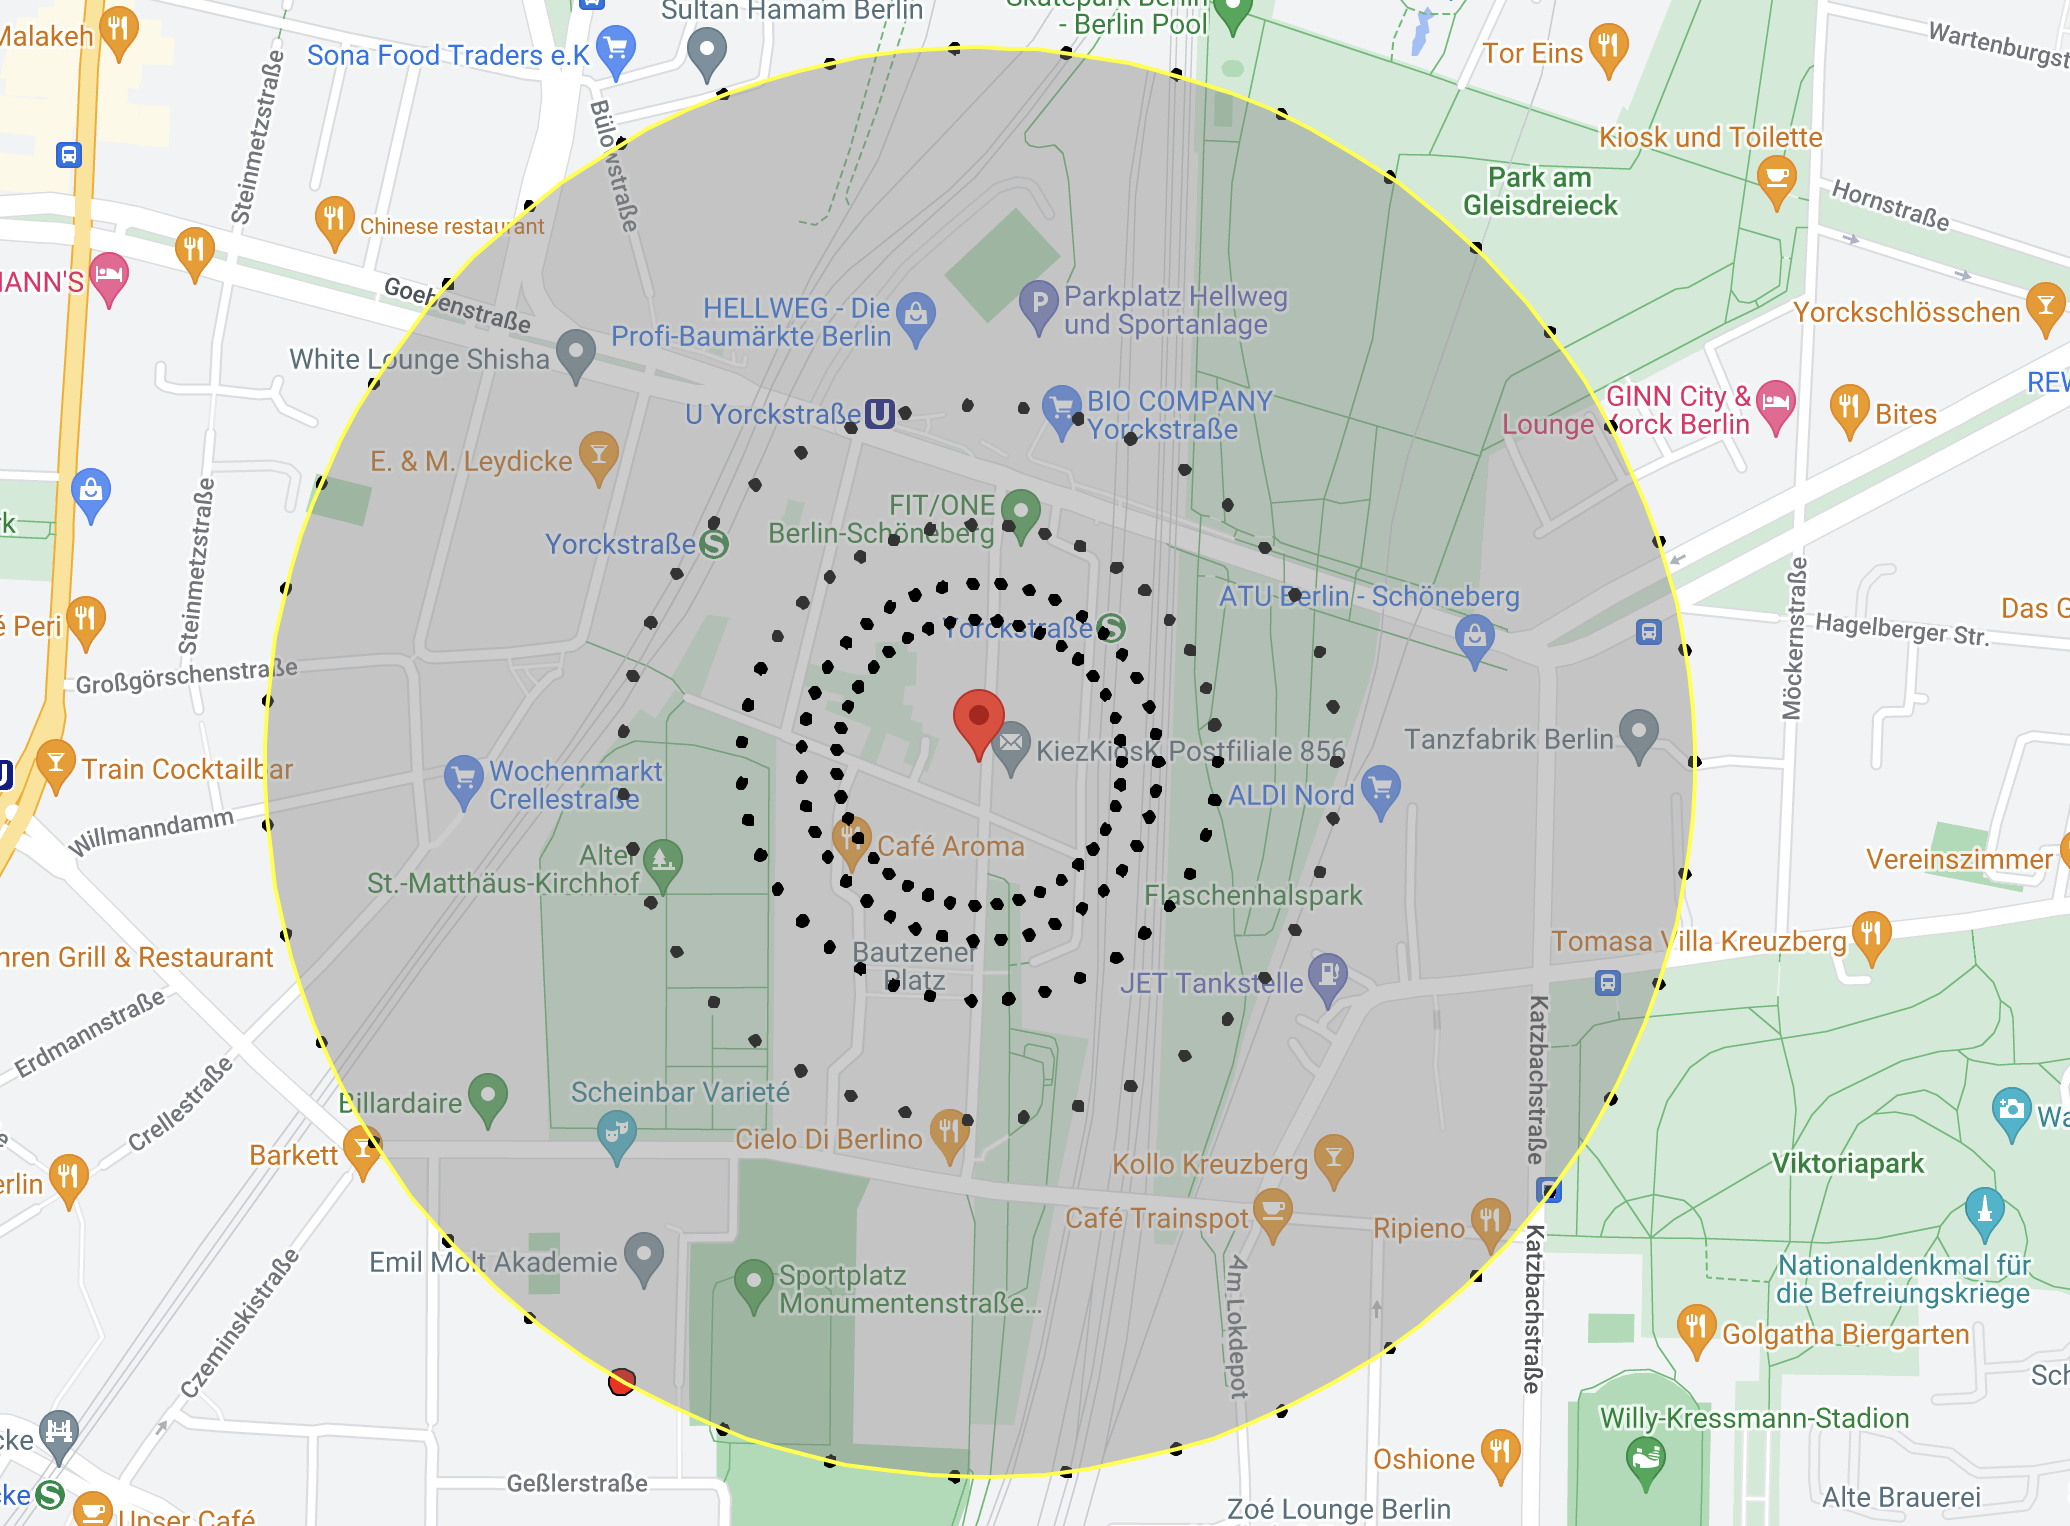 Sultan Hamam Berlin
Skatepark Berlin
- Berlin Pool
Malakeh
Sona Food Traders e.K
Tor Eins
Wartenburgst
Steinmetzstraße
Bülowstraße
Kiosk und Toilette
Park am
Gleisdreieck
Hornstraße
Chinese restaurant
IANN'S
Goebenstraße
HELLWEG - Die
Profi-Baumärkte Berlin
Parkplatz Hellweg
und Sportanlage
Yorckschlösschen
White Lounge Shisha
REW
GINN City &
Lounge Yorck Berlin
Bites
U Yorckstraße
U
BIO COMPANY
Yorckstraße
E. & M. Leydicke
FIT/ONE
Berlin-Schöneberg
Steinmetzstraße
rk
Yorckstraße
S
ATU Berlin - Schöneberg
é Peri
Yorckstraße
S
Das G
Hagelberger Str.
Möckernstraße
Großgörschenstraße
KiezKiosk Postfiliale 856
Tanzfabrik Berlin
Train Cocktailbar
Wochenmarkt
Crellestraße
ALDI Nord
Willmanndamm
Café Aroma
Alter
St.-Matthäus-Kirchhof
Vereinszimmer
Flaschenhalspark
hren Grill & Restaurant
Bautzener
Platz
Tomasa Villa Kreuzberg
JET Tankstelle
Erdmannstraße
Katzbachstraße
Crellestraße
Billardaire
Scheinbar Varieté
Cielo Di Berlino
Barkett
Kollo Kreuzberg
Viktoriapark
Wa
erlin
Café Trainspot
Ripieno
Emil Molt Akademie
Sportplatz
Monumentenstraße...
Am Lokdepot
Katzbachstraße
Nationaldenkmal für
die Befreiungskriege
Czeminskistraße
Golgatha Biergarten
Sch
Willy-Kressmann-Stadion
cke
Oshione
Geßlerstraße
cke
S
Zoé Lounge Berlin
Alte Brauerei
Unser Café